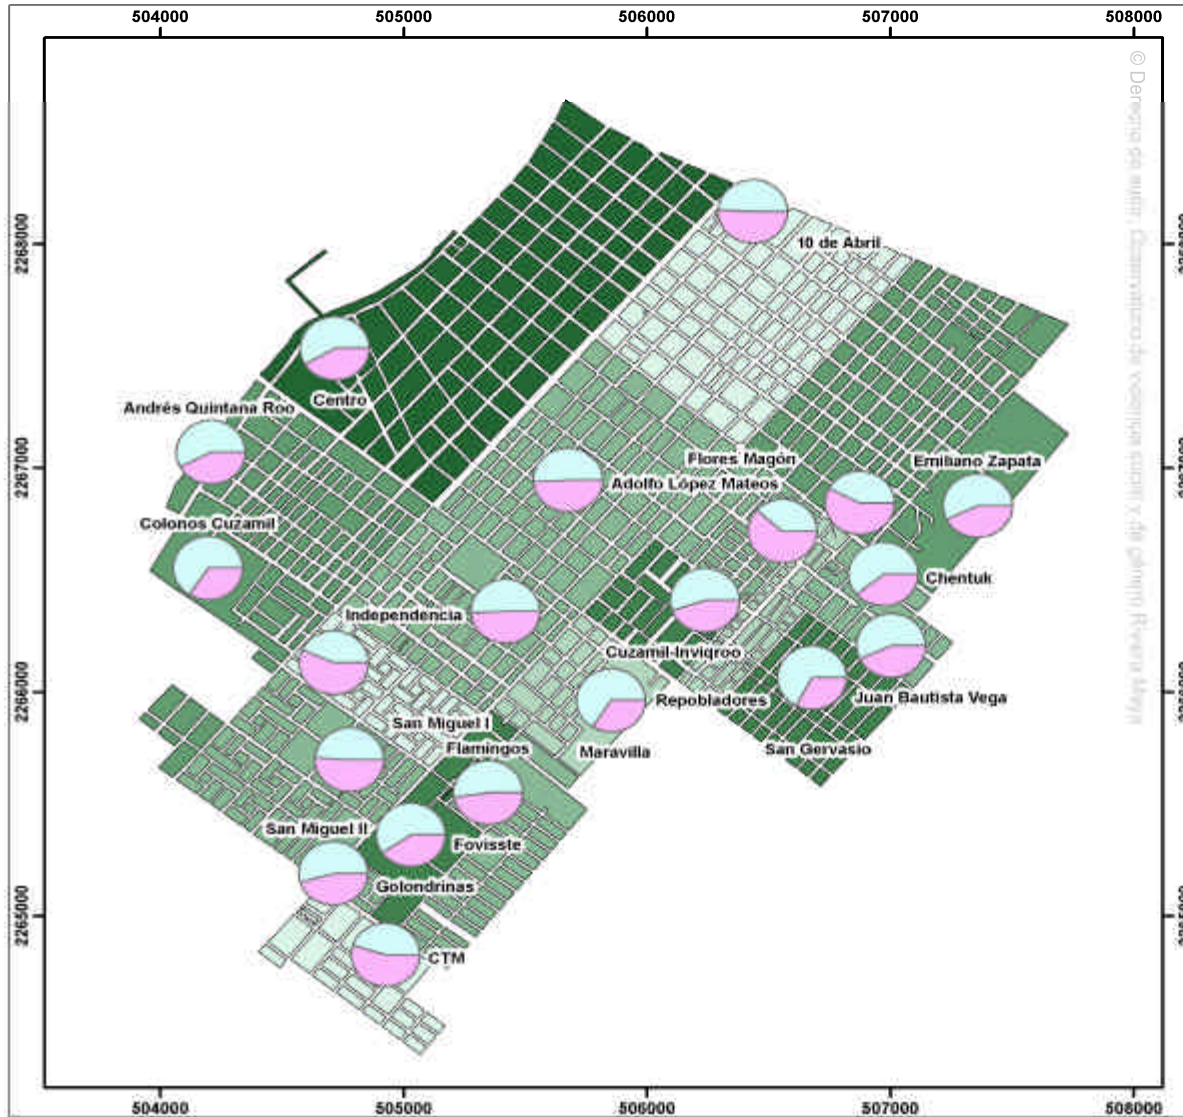 504000 505000 506000 507000 508000
2268000
10 de Abril
Centro
Andrés Quintana Roo
2267000
Flores Magón
Emiliano Zapata
Adolfo López Mateos
Colonos Cuzamil
Chentuk
Independencia
Cuzamil-Inviqroo
2266000
Repobladores
Juan Bautista Vega
San Miguel I
Flamingos
Maravilla
San Gervasio
San Miguel II
Fovisste
Golondrinas
2265000
CTM
504000 505000 506000 507000 508000